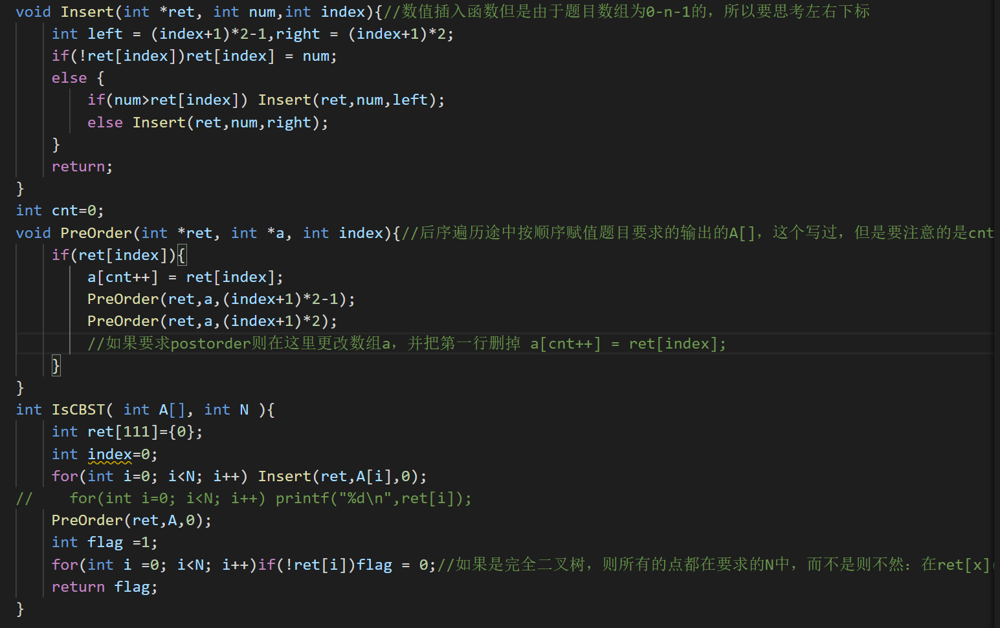 void Insert(int *ret, int num,int index){//数值插入函数但是由于题目数组为0-n-1的，所以要思考左右下标
    int left = (index+1)*2-1,right = (index+1)*2;
    if(!ret[index])ret[index] = num;
    else {
        if(num>ret[index]) Insert(ret,num,left);
        else Insert(ret,num,right);
    }
    return;
}
int cnt=0;
void PreOrder(int *ret, int *a, int index){//后序遍历途中按顺序赋值题目要求的输出的A[]，这个写过，但是要注意的是cnt
    if(ret[index]){
        a[cnt++] = ret[index];
        PreOrder(ret,a,(index+1)*2-1);
        PreOrder(ret,a,(index+1)*2);
        //如果要求postorder则在这里更改数组a，并把第一行删掉 a[cnt++] = ret[index];
    }
}
int IsCBST( int A[], int N ){
    int ret[111]={0};
    int index=0;
    for(int i=0; i<N; i++) Insert(ret,A[i],0);
//    for(int i=0; i<N; i++) printf("%d\n",ret[i]);
    PreOrder(ret,A,0);
    int flag =1;
    for(int i =0; i<N; i++)if(!ret[i])flag = 0;//如果是完全二叉树，则所有的点都在要求的N中，而不是则不然：在ret[x]
    return flag;
}